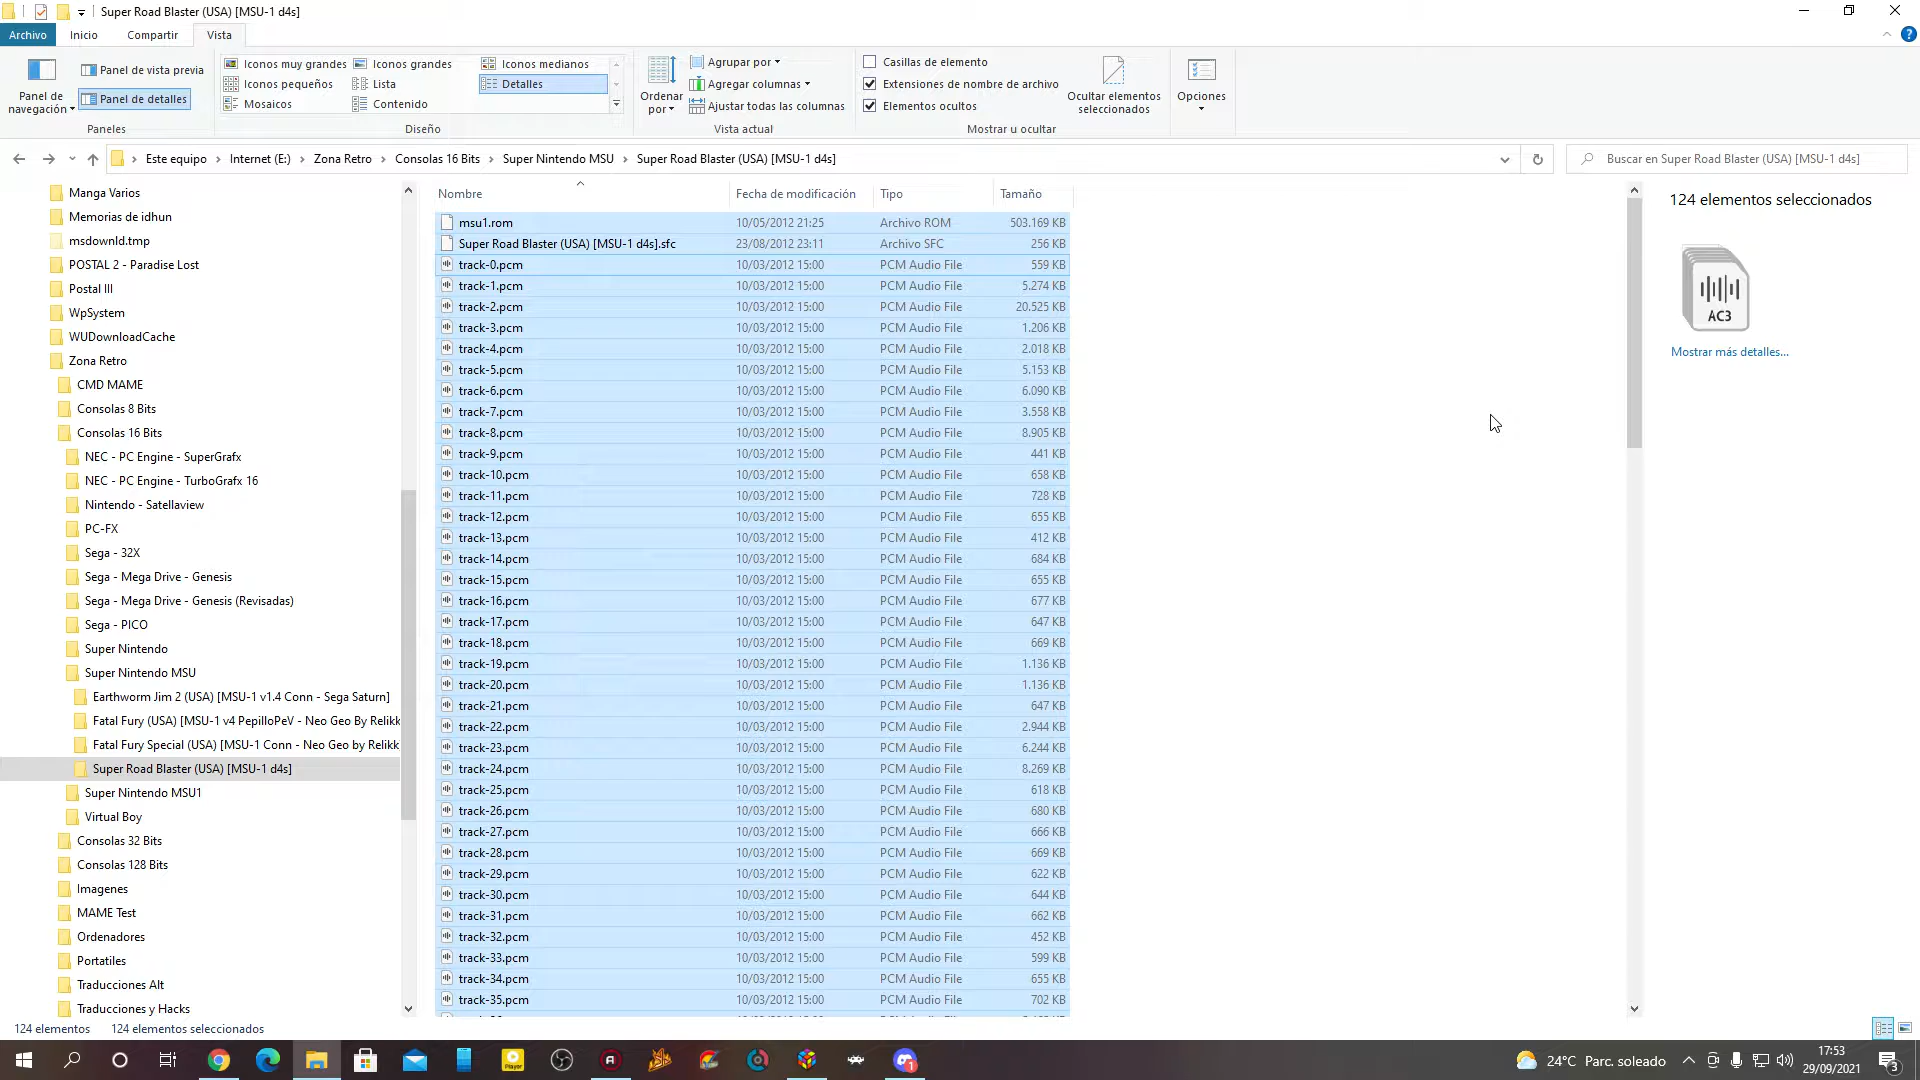 Super Road Blaster (USA) [MSU-1 d4s]
Archivo Inicio Compartir Vista
Panel de navegación
Panel de vista previa
Panel de detalles
Paneles
Iconos muy grandes Iconos grandes Iconos medianos
Iconos pequeños Lista Detalles
Mosaicos Contenido
Diseño
Ordenar por
Agrupar por
Agregar columnas
Ajustar todas las columnas
Vista actual
Casillas de elemento
Extensiones de nombre de archivo
Elementos ocultos
Ocultar elementos seleccionados
Mostrar u ocultar
Opciones
Este equipo Internet (E:) Zona Retro Consolas 16 Bits Super Nintendo MSU Super Road Blaster (USA) [MSU-1 d4s]
Buscar en Super Road Blaster (USA) [MSU-1 d4s]
Manga Varios
Memorias de idhun
msdownld.tmp
POSTAL 2 - Paradise Lost
Postal III
WpSystem
WUDownloadCache
Zona Retro
CMD MAME
Consolas 8 Bits
Consolas 16 Bits
NEC - PC Engine - SuperGrafx
NEC - PC Engine - TurboGrafx 16
Nintendo - Satellaview
PC-FX
Sega - 32X
Sega - Mega Drive - Genesis
Sega - Mega Drive - Genesis (Revisadas)
Sega - PICO
Super Nintendo
Super Nintendo MSU
Earthworm Jim 2 (USA) [MSU-1 v1.4 Conn - Sega Saturn]
Fatal Fury (USA) [MSU-1 v4 PepilloPeV - Neo Geo By Relikk
Fatal Fury Special (USA) [MSU-1 Conn - Neo Geo by Relikk
Super Road Blaster (USA) [MSU-1 d4s]
Super Nintendo MSU1
Virtual Boy
Consolas 32 Bits
Consolas 128 Bits
Imagenes
MAME Test
Ordenadores
Portatiles
Traducciones Alt
Traducciones y Hacks
Nombre Fecha de modificación Tipo Tamaño
msu1.rom 10/05/2012 21:25 Archivo ROM 503.169 KB
Super Road Blaster (USA) [MSU-1 d4s].sfc 23/08/2012 23:11 Archivo SFC 256 KB
track-0.pcm 10/03/2012 15:00 PCM Audio File 559 KB
track-1.pcm 10/03/2012 15:00 PCM Audio File 5.274 KB
track-2.pcm 10/03/2012 15:00 PCM Audio File 20.525 KB
track-3.pcm 10/03/2012 15:00 PCM Audio File 1.206 KB
track-4.pcm 10/03/2012 15:00 PCM Audio File 2.018 KB
track-5.pcm 10/03/2012 15:00 PCM Audio File 5.153 KB
track-6.pcm 10/03/2012 15:00 PCM Audio File 6.090 KB
track-7.pcm 10/03/2012 15:00 PCM Audio File 3.558 KB
track-8.pcm 10/03/2012 15:00 PCM Audio File 8.905 KB
track-9.pcm 10/03/2012 15:00 PCM Audio File 441 KB
track-10.pcm 10/03/2012 15:00 PCM Audio File 658 KB
track-11.pcm 10/03/2012 15:00 PCM Audio File 728 KB
track-12.pcm 10/03/2012 15:00 PCM Audio File 655 KB
track-13.pcm 10/03/2012 15:00 PCM Audio File 412 KB
track-14.pcm 10/03/2012 15:00 PCM Audio File 684 KB
track-15.pcm 10/03/2012 15:00 PCM Audio File 655 KB
track-16.pcm 10/03/2012 15:00 PCM Audio File 677 KB
track-17.pcm 10/03/2012 15:00 PCM Audio File 647 KB
track-18.pcm 10/03/2012 15:00 PCM Audio File 669 KB
track-19.pcm 10/03/2012 15:00 PCM Audio File 1.136 KB
track-20.pcm 10/03/2012 15:00 PCM Audio File 1.136 KB
track-21.pcm 10/03/2012 15:00 PCM Audio File 647 KB
track-22.pcm 10/03/2012 15:00 PCM Audio File 2.944 KB
track-23.pcm 10/03/2012 15:00 PCM Audio File 6.244 KB
track-24.pcm 10/03/2012 15:00 PCM Audio File 8.269 KB
track-25.pcm 10/03/2012 15:00 PCM Audio File 618 KB
track-26.pcm 10/03/2012 15:00 PCM Audio File 680 KB
track-27.pcm 10/03/2012 15:00 PCM Audio File 666 KB
track-28.pcm 10/03/2012 15:00 PCM Audio File 669 KB
track-29.pcm 10/03/2012 15:00 PCM Audio File 622 KB
track-30.pcm 10/03/2012 15:00 PCM Audio File 644 KB
track-31.pcm 10/03/2012 15:00 PCM Audio File 662 KB
track-32.pcm 10/03/2012 15:00 PCM Audio File 452 KB
track-33.pcm 10/03/2012 15:00 PCM Audio File 599 KB
track-34.pcm 10/03/2012 15:00 PCM Audio File 655 KB
track-35.pcm 10/03/2012 15:00 PCM Audio File 702 KB
124 elementos seleccionados
AC3
Mostrar más detalles...
124 elementos 124 elementos seleccionados
Player
1
24°C Parc. soleado
17:53
29/09/2021
3